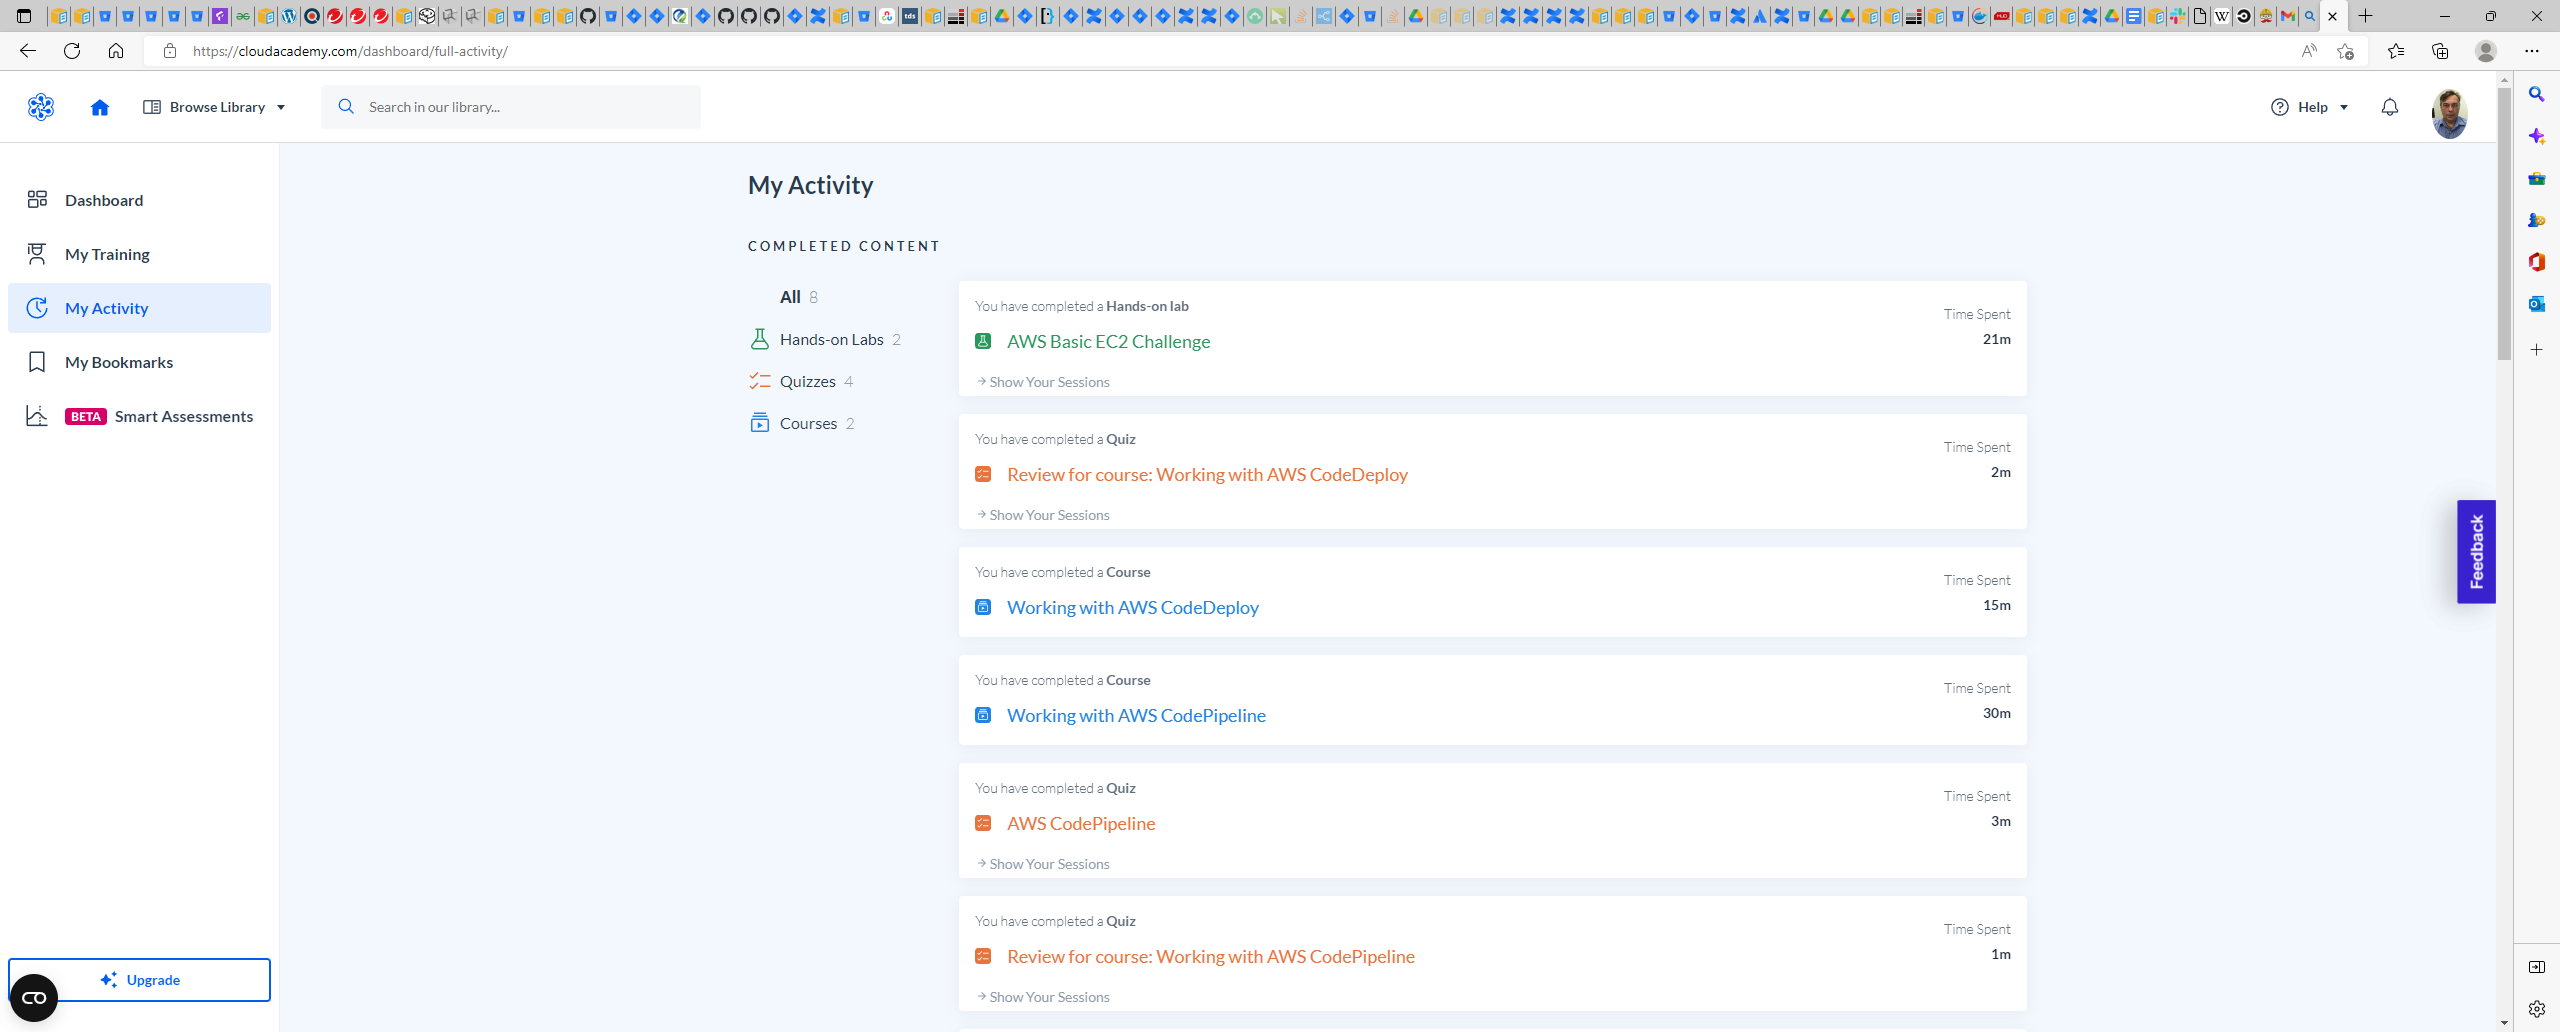 https://cloudacademy.com/dashboard/full-activity/
Browse Library
Search in our library...
Help
Dashboard
My Training
My Activity
My Bookmarks
BETA Smart Assessments
Upgrade
My Activity
COMPLETED CONTENT
All 8
Hands-on Labs 2
Quizzes 4
Courses 2
You have completed a Hands-on lab
AWS Basic EC2 Challenge
Time Spent
21m
Show Your Sessions
You have completed a Quiz
Review for course: Working with AWS CodeDeploy
Time Spent
2m
Show Your Sessions
You have completed a Course
Working with AWS CodeDeploy
Time Spent
15m
You have completed a Course
Working with AWS CodePipeline
Time Spent
30m
You have completed a Quiz
AWS CodePipeline
Time Spent
3m
Show Your Sessions
You have completed a Quiz
Review for course: Working with AWS CodePipeline
Time Spent
1m
Show Your Sessions
Feedback